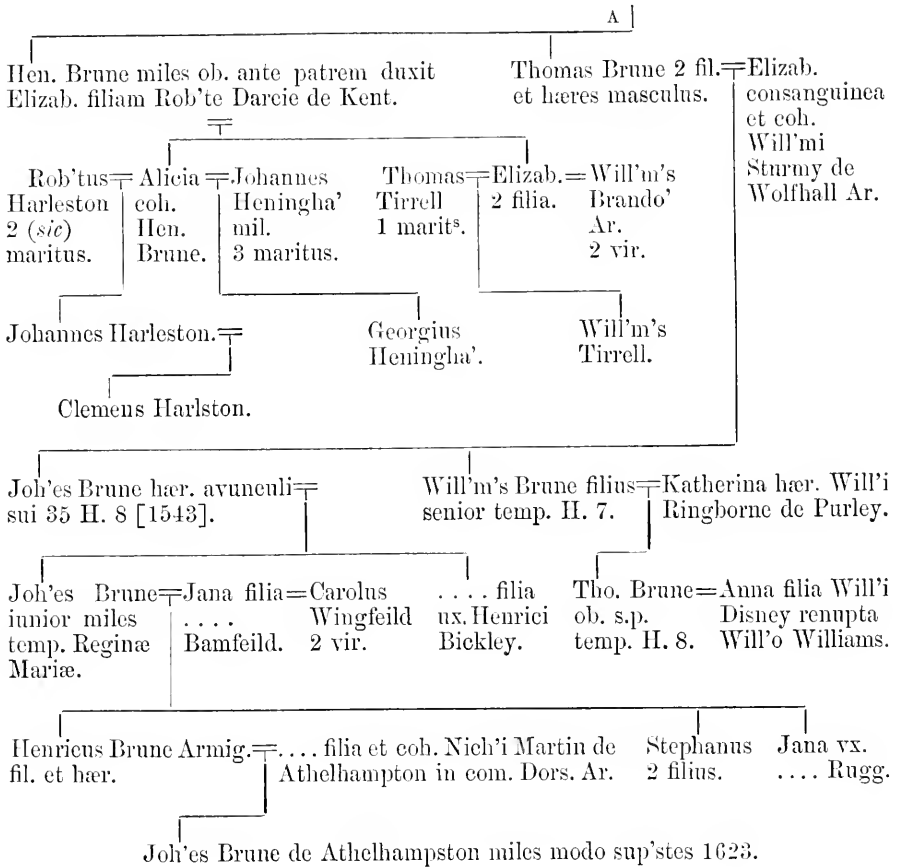 A
Hen. Brune miles ob. ante patrem duxit
Elizab. filiam Rob'te Darcie de Kent.
Thomas Brune 2 fil.
et hæres masculus.
Elizab.
consanguinea
et coh.
Will'mi
Sturmy de
Wolfhall Ar.
Rob'tus
Harleston
2 (sic)
maritus.
Alicia
coh.
Hen.
Brune.
Johannes
Heningha'
mil.
3 maritus.
Thomas
Tirrell
1 maritˢ.
Elizab.
2 filia.
Will'm's
Brando'
Ar.
2 vir.
Johannes Harleston.
Georgius
Heningha'.
Will'm's
Tirrell.
Clemens Harlston.
Joh'es Brune hær. avunculi
sui 35 H. 8 [1543].
Will'm's Brune filius
senior temp. H. 7.
Katherina hær. Will'i
Ringborne de Purley.
Joh'es Brune
iunior miles
temp. Reginæ
Mariæ.
Jana filia
. . . .
Bamfeild.
Carolus
Wingfeild
2 vir.
. . . . filia
ux. Henrici
Bickley.
Tho. Brune
ob. s.p.
temp. H. 8.
Anna filia Will'i
Disney renupta
Will'o Williams.
Henricus Brune Armig.
fil. et hær.
. . . . filia et coh. Nich'i Martin de
Athelhampton in com. Dors. Ar.
Stephanus
2 filius.
Jana vx.
. . . . Rugg.
Joh'es Brune de Athelhampston miles modo sup'stes 1623.